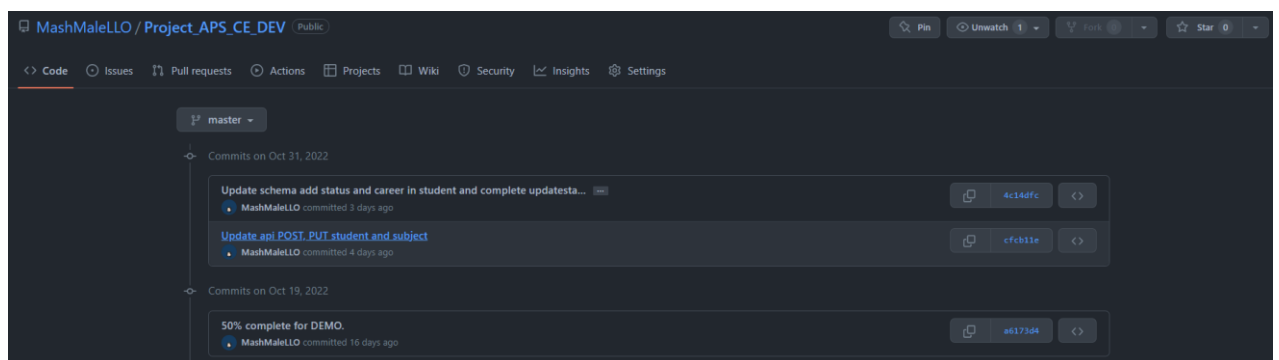 MashMaleLLO / Project_APS_CE_DEV Public Pin Unwatch 1 Fork Star 0
Code Issues Pull requests Actions Projects Wiki Security Insights Settings
master
Commits on Oct 31, 2022
Update schema add status and career in student and complete updatesta... ...
MashMaleLLO committed 3 days ago
4c14dfc
Update api POST, PUT student and subject
MashMaleLLO committed 4 days ago
cfcb11e
Commits on Oct 19, 2022
50% complete for DEMO.
MashMaleLLO committed 16 days ago
a6173d4